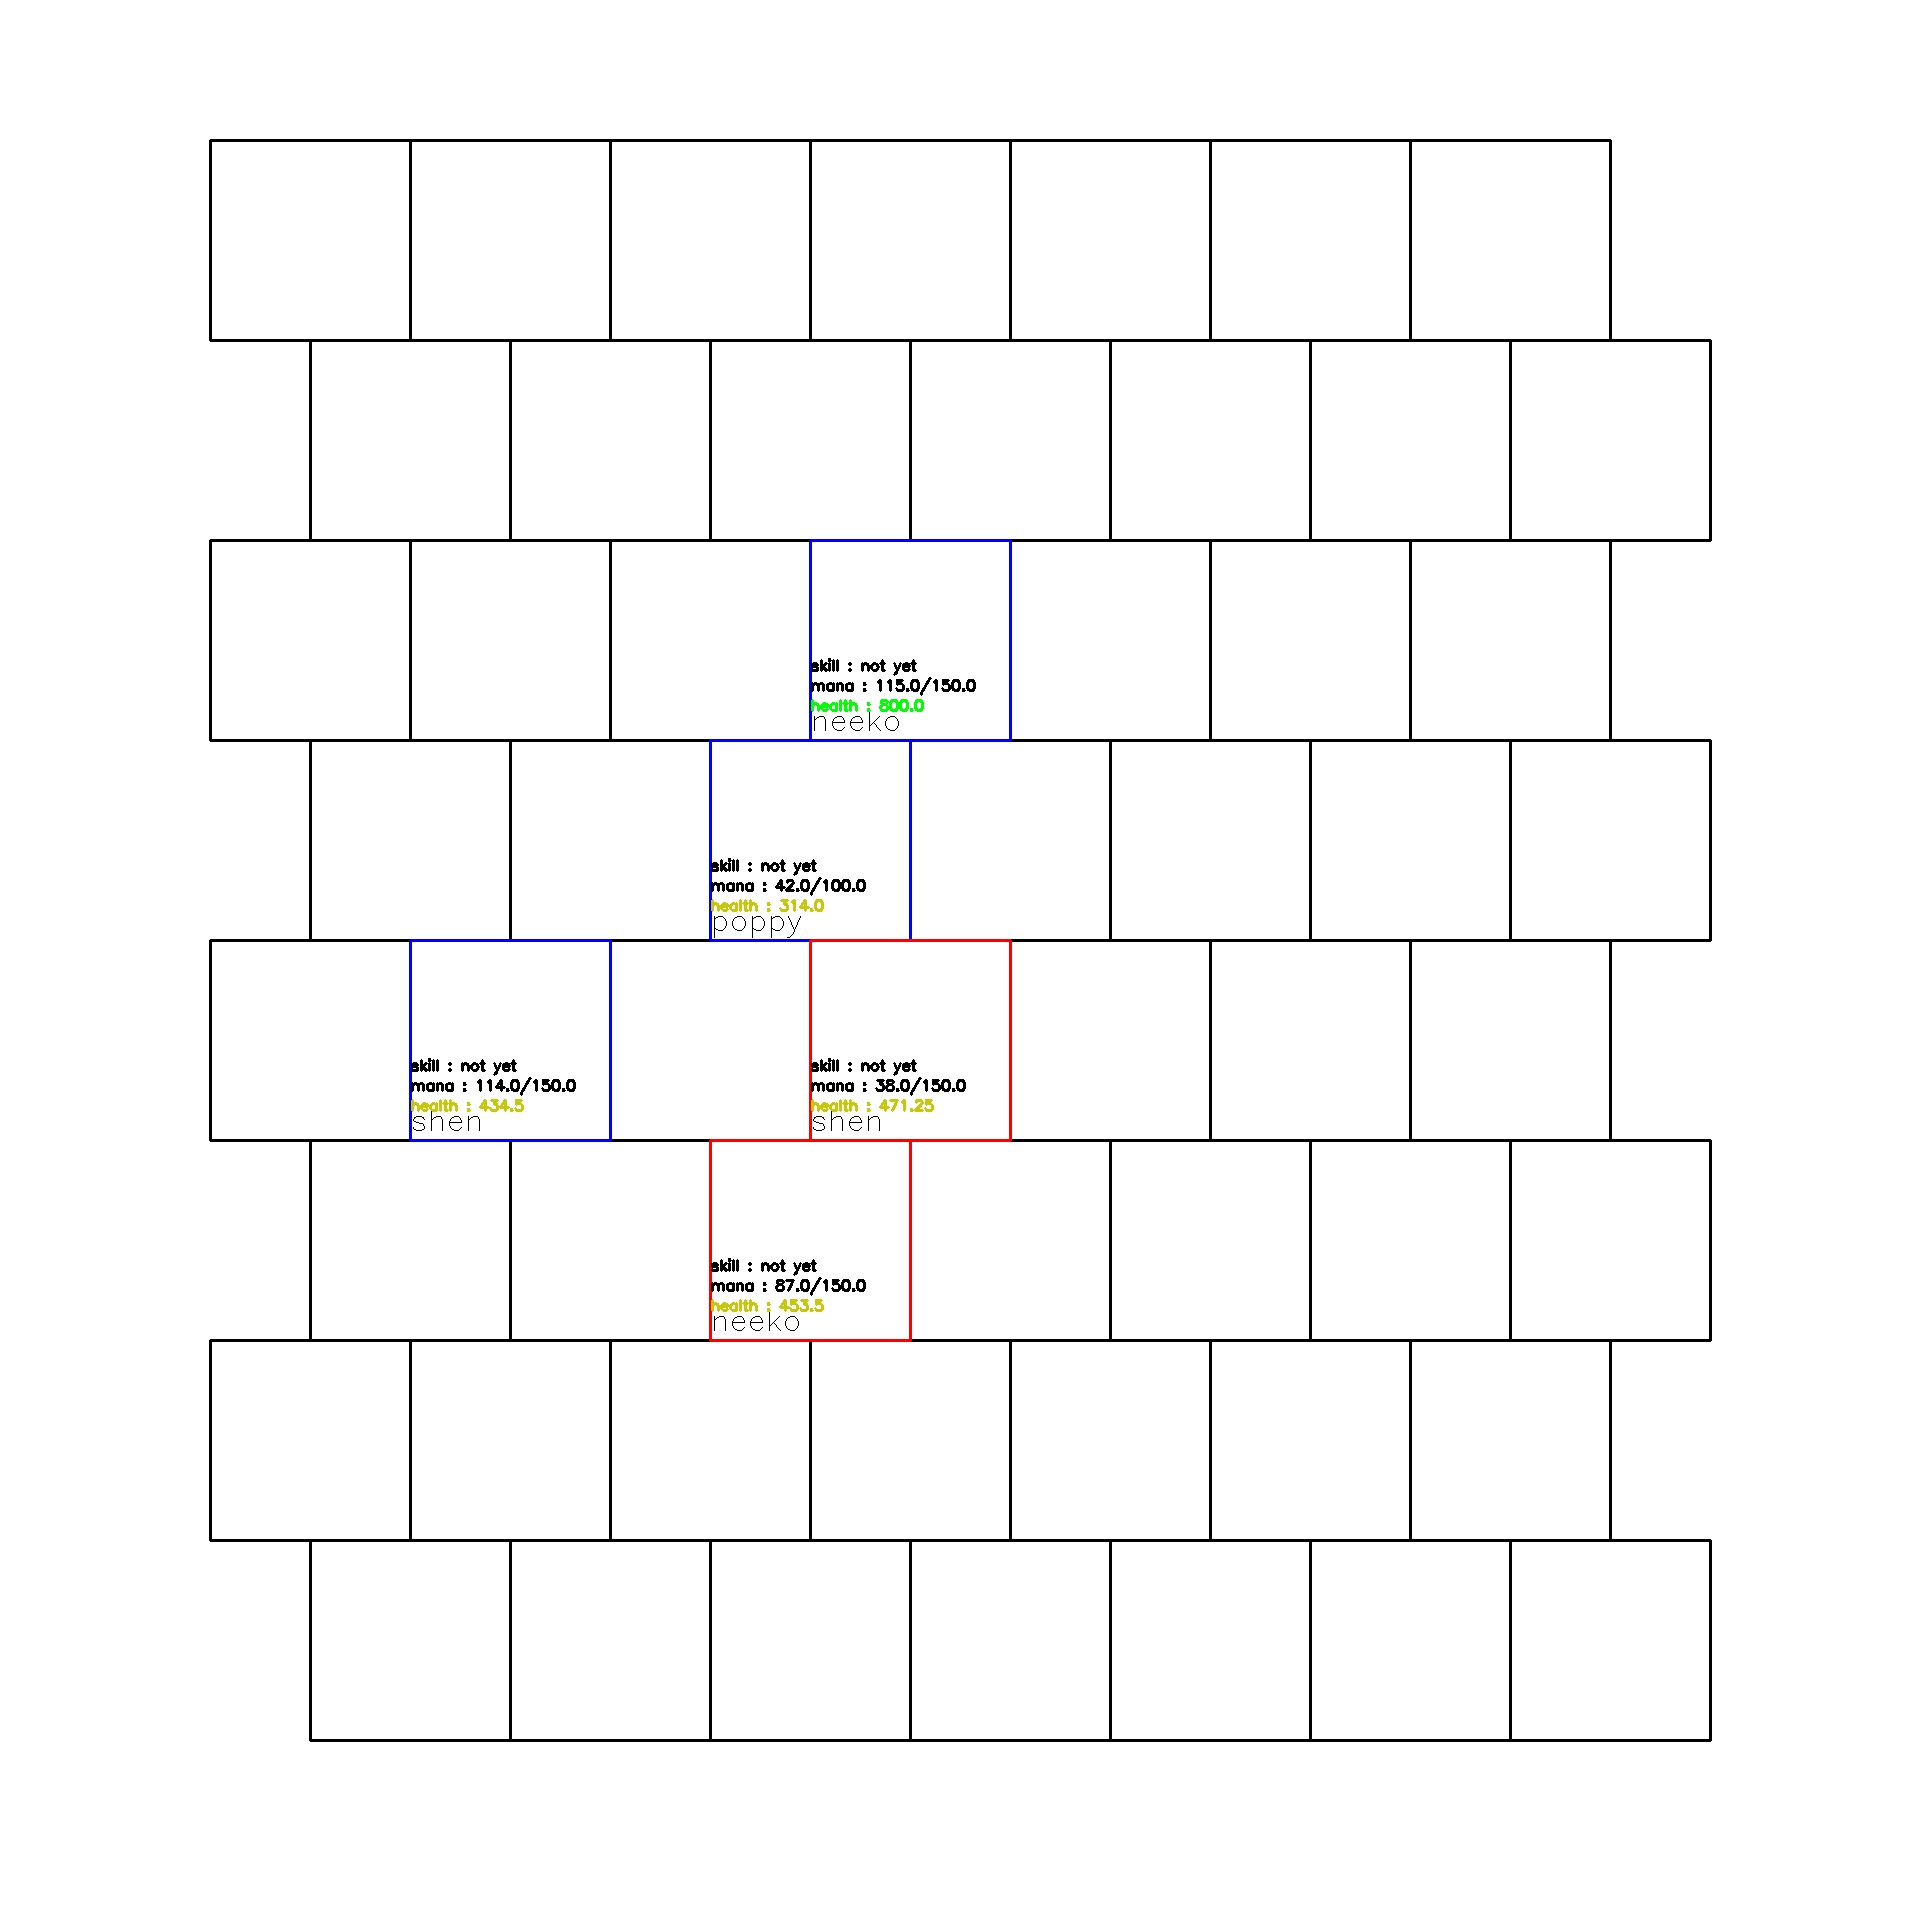 skill : not yet
mana : 115.0/150.0
health : 800.0
neeko
skill : not yet
mana : 42.0/100.0
health : 314.0
poppy
skill : not yet
mana : 114.0/150.0
health : 434.5
shen
skill : not yet
mana : 38.0/150.0
health : 471.25
shen
skill : not yet
mana : 87.0/150.0
health : 453.5
neeko